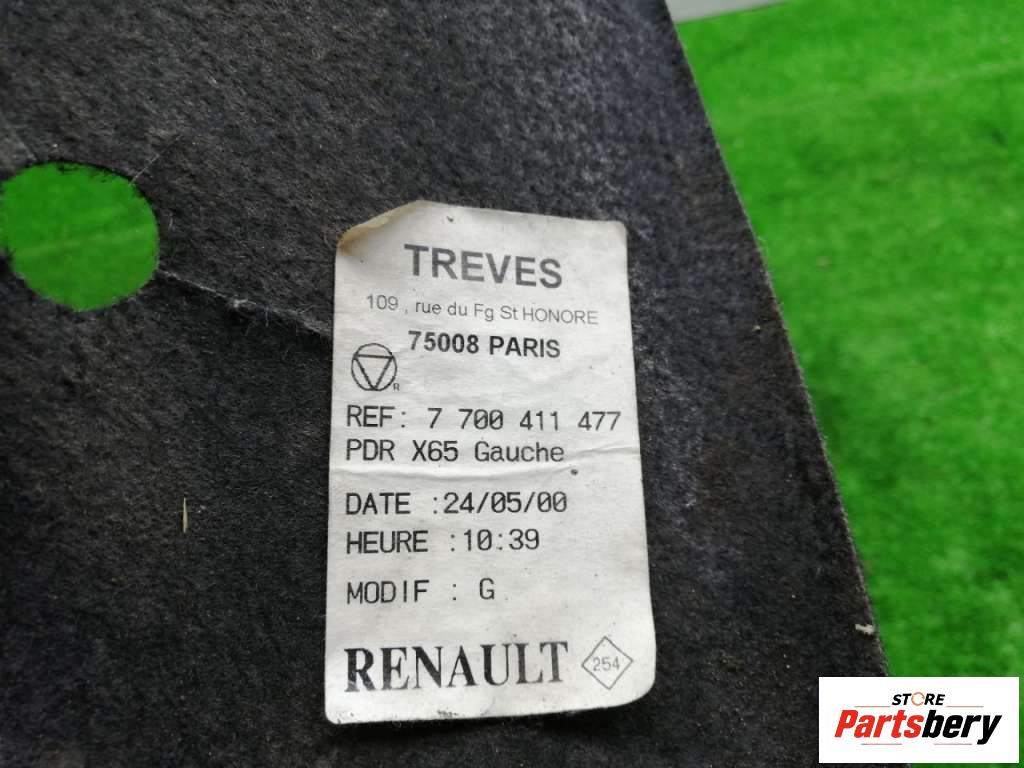 TREVES
109 , rue du Fg St HONORE
75008 PARIS
R
REF: 7 700 411 477
PDR X65 Gauche
DATE :24/05/00
HEURE :10:39
MODIF : G
RENAULT 254
STORE
Partsbery